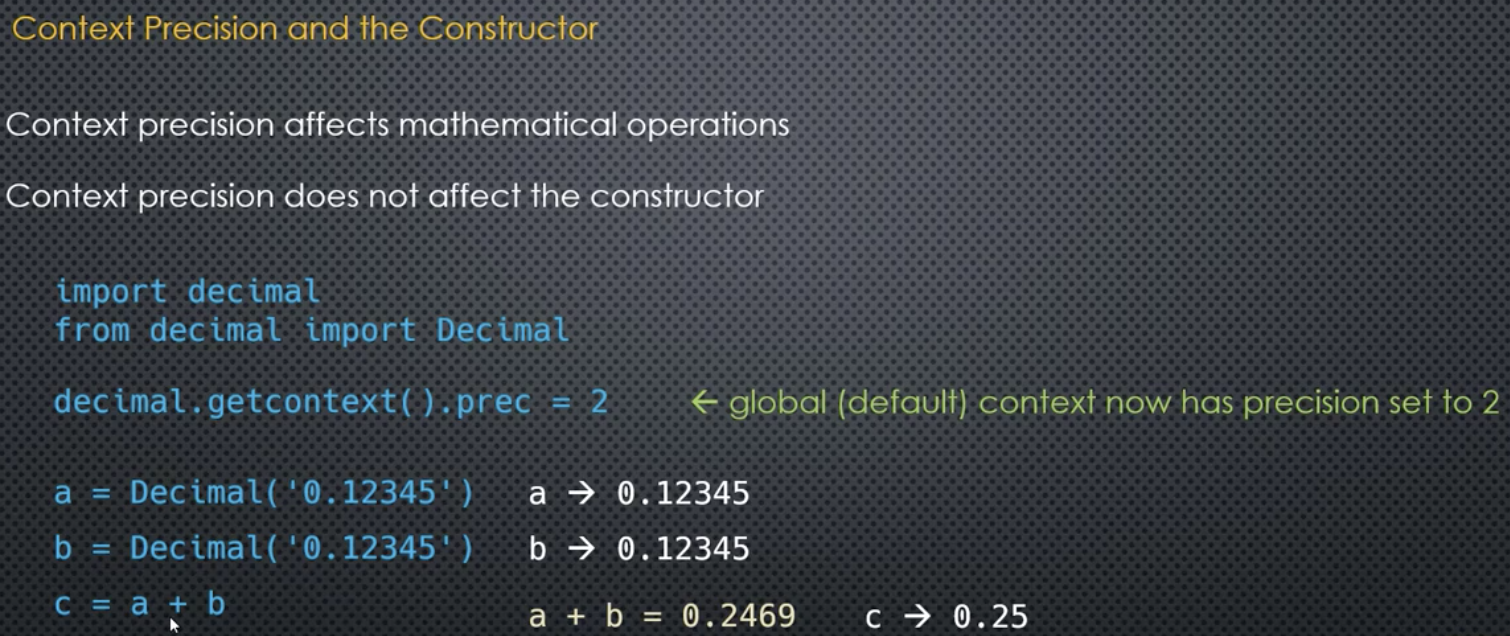 Context Precision and the Constructor
Context precision affects mathematical operations
Context precision does not affect the constructor
import decimal
from decimal import Decimal
decimal.getcontext().prec = 2 ← global (default) context now has precision set to 2
a = Decimal('0.12345') a → 0.12345
b = Decimal('0.12345') b → 0.12345
c = a + b a + b = 0.2469 c → 0.25